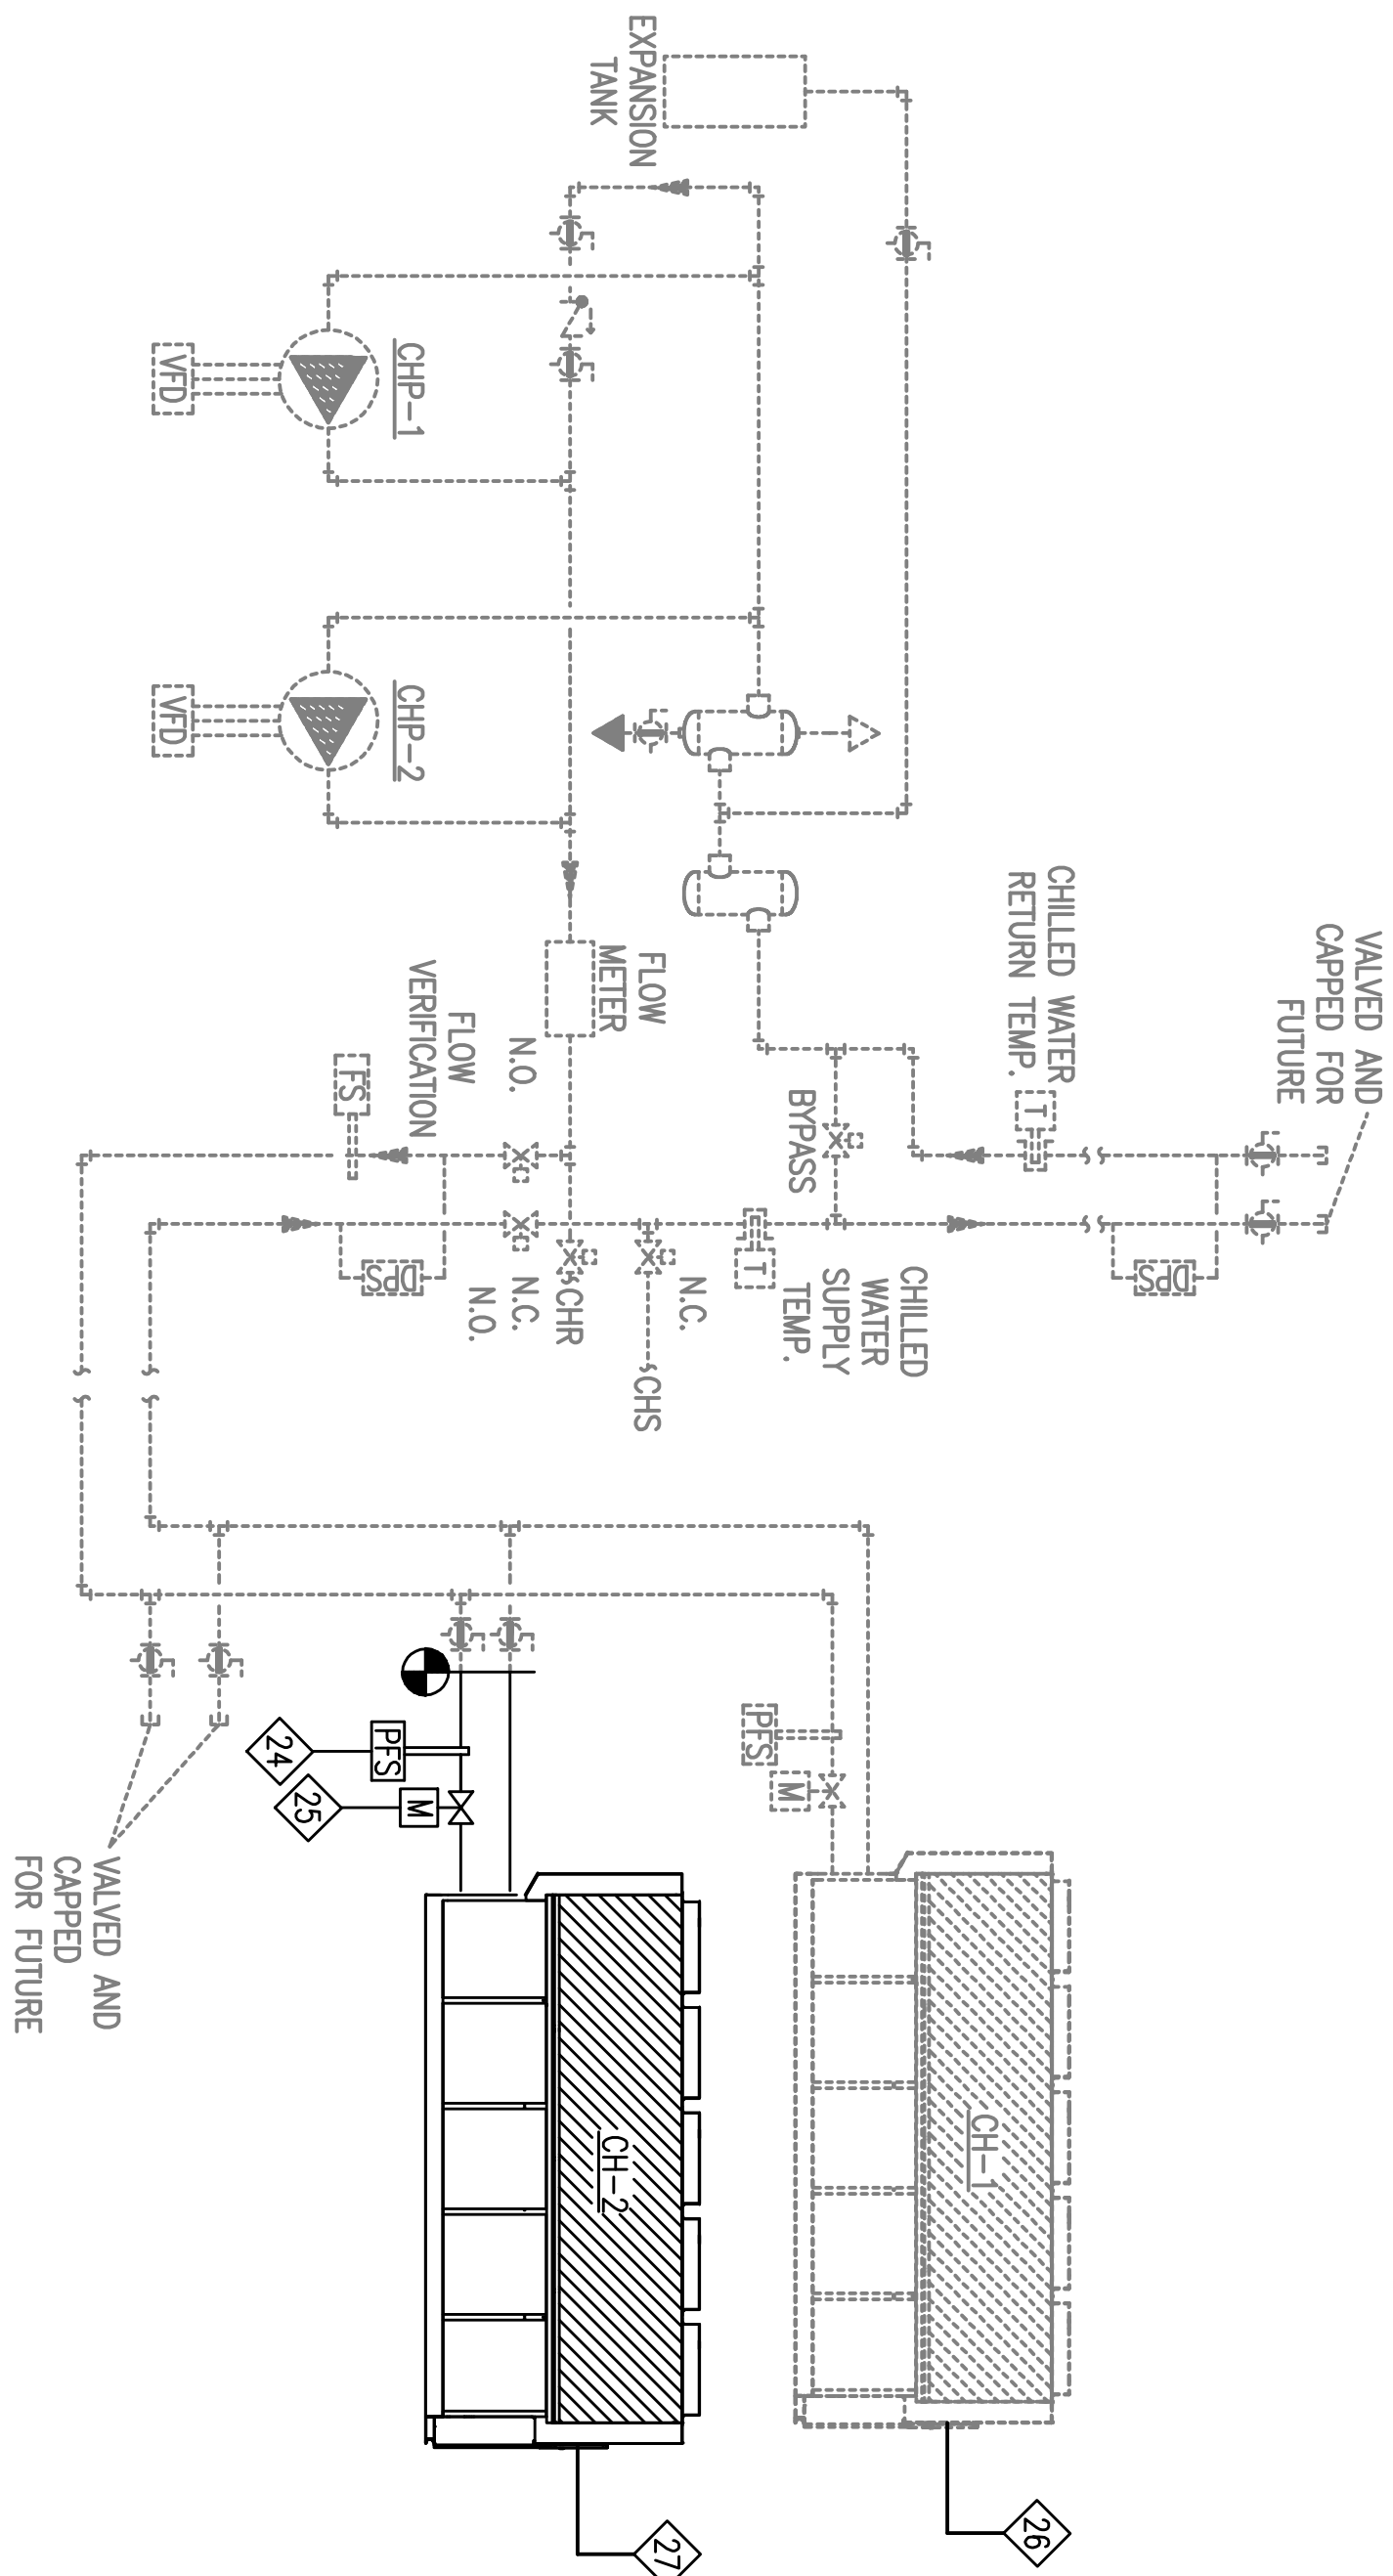 EXPANSION
TANK
CHP-1
VFD
CHP-2
VFD
VALVED AND
CAPPED FOR
FUTURE
CHILLED WATER
RETURN TEMP.
T
FLOW
METER
FLOW
VERIFICATION
FS
N.O.
BYPASS
DPS
N.O.
N.C.
CHR
N.C.
CHS
T
CHILLED
WATER
SUPPLY
TEMP.
DPS
PFS
M
PFS
M
24
25
VALVED AND
CAPPED
FOR FUTURE
CH-1
CH-2
26
27